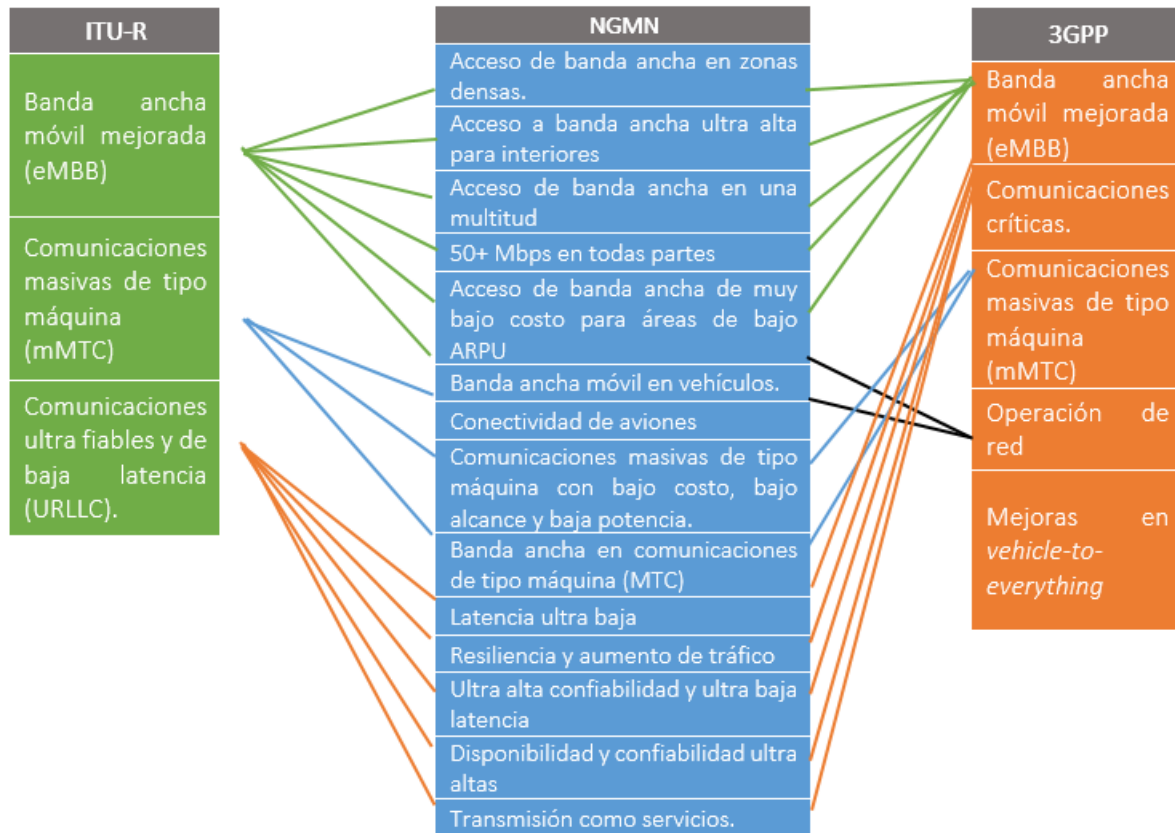 ITU-R
Banda ancha
móvil mejorada
(eMBB)
Comunicaciones
masivas de tipo
máquina
(mMTC)
Comunicaciones
ultra fiables y de
baja latencia
(URLLC).
NGMN
Acceso de banda ancha en zonas
densas.
Acceso a banda ancha ultra alta
para interiores
Acceso de banda ancha en una
multitud
50+ Mbps en todas partes
Acceso de banda ancha de muy
bajo costo para áreas de bajo
ARPU
Banda ancha móvil en vehículos.
Conectividad de aviones
Comunicaciones masivas de tipo
máquina con bajo costo, bajo
alcance y baja potencia.
Banda ancha en comunicaciones
de tipo máquina (MTC)
Latencia ultra baja
Resiliencia y aumento de tráfico
Ultra alta confiabilidad y ultra baja
latencia
Disponibilidad y confiabilidad ultra
altas
Transmisión como servicios.
3GPP
Banda ancha
móvil mejorada
(eMBB)
Comunicaciones
críticas.
Comunicaciones
masivas de tipo
máquina
(mMTC)
Operación de
red
Mejoras en
vehicle-to-
everything